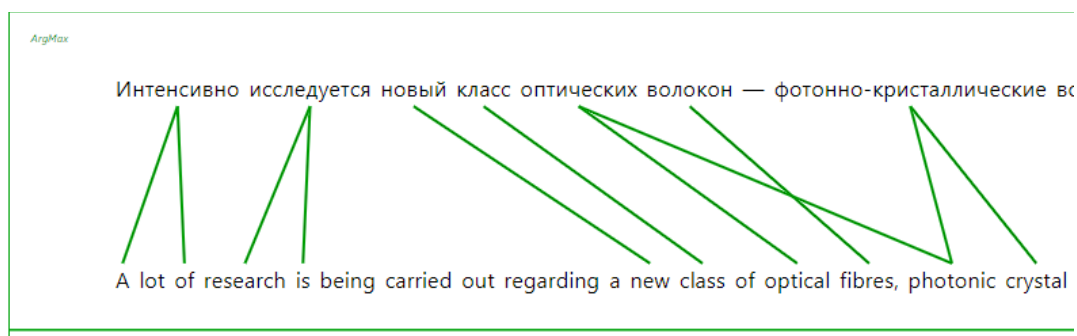 ArgMax
Интенсивно исследуется новый класс оптических волокон — фотонно-кристаллические
A lot of research is being carried out regarding a new class of optical fibres, photonic crystal